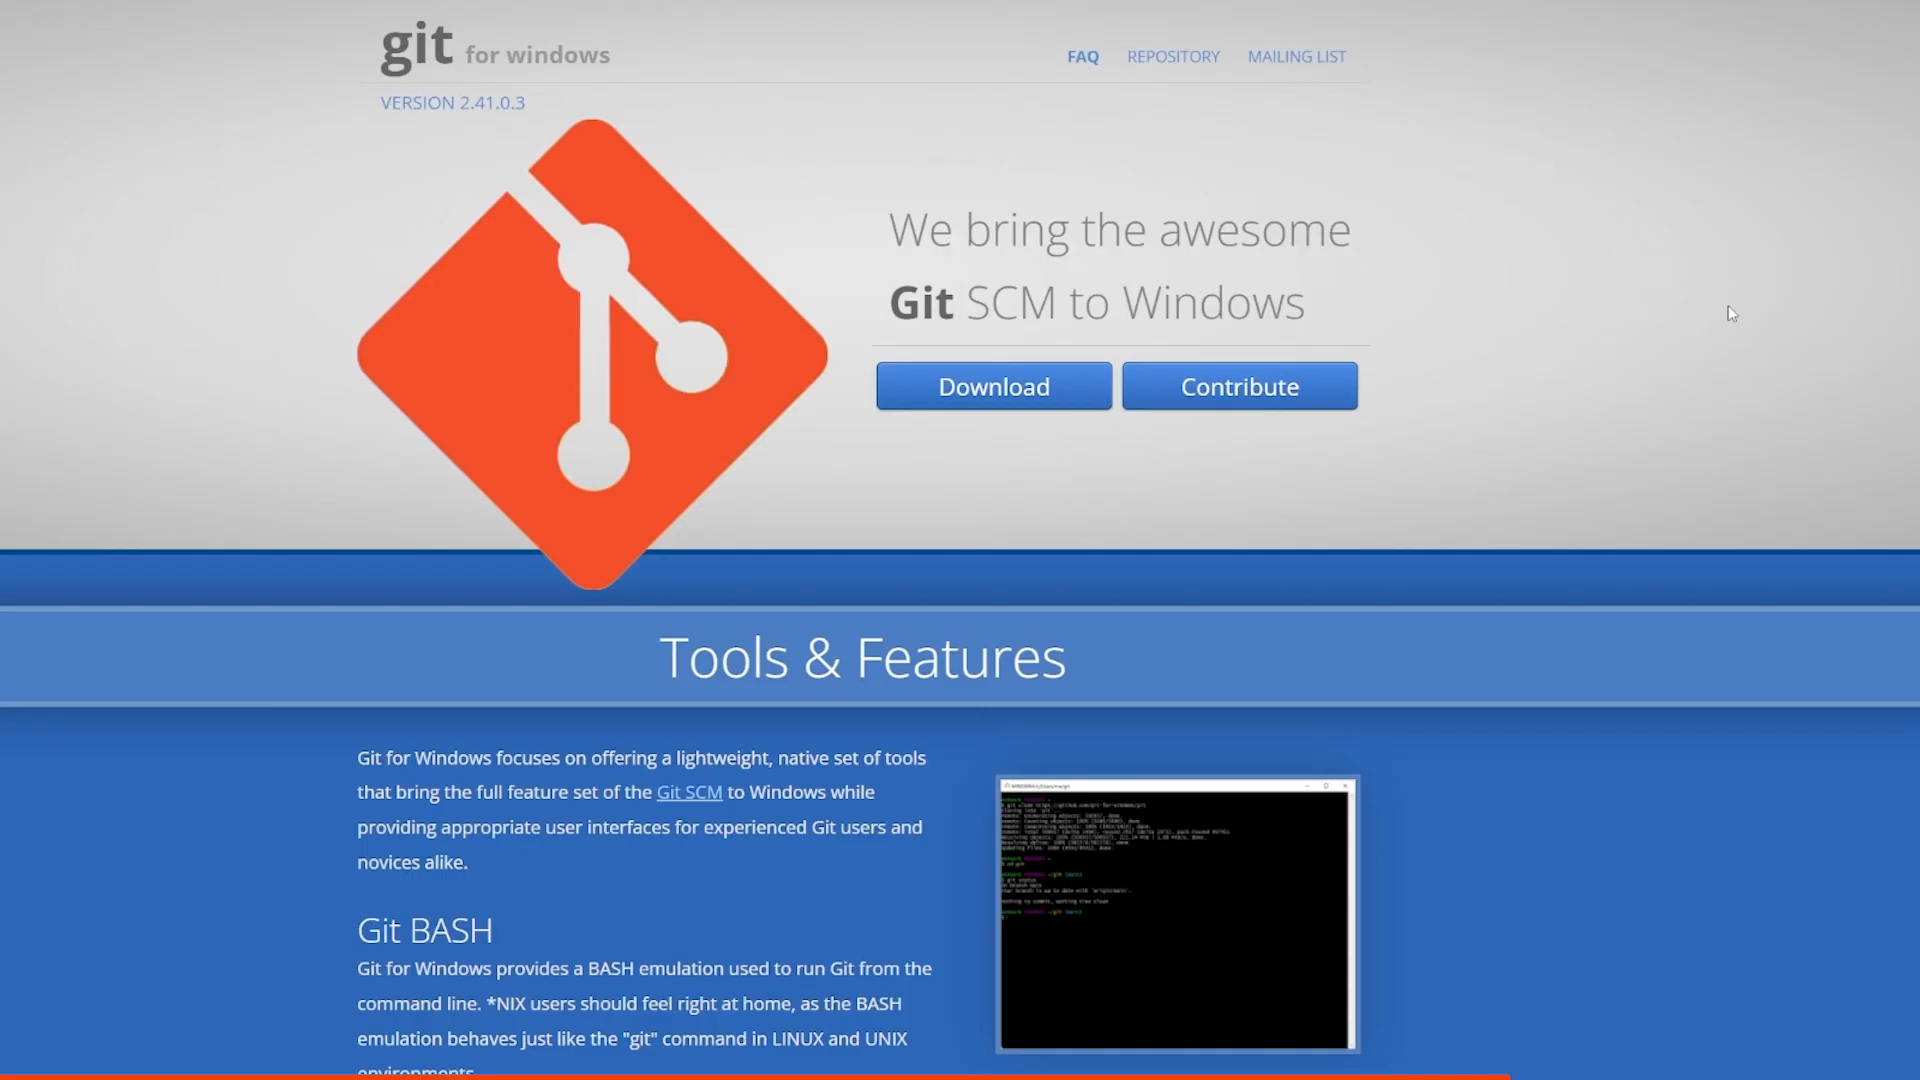 git for windows
FAQ REPOSITORY MAILING LIST
VERSION 2.41.0.3
We bring the awesome
Git SCM to Windows
Download Contribute
Tools & Features
Git for Windows focuses on offering a lightweight, native set of tools
that bring the full feature set of the Git SCM to Windows while
providing appropriate user interfaces for experienced Git users and
novices alike.
Git BASH
Git for Windows provides a BASH emulation used to run Git from the
command line. *NIX users should feel right at home, as the BASH
emulation behaves just like the "git" command in LINUX and UNIX
environments.